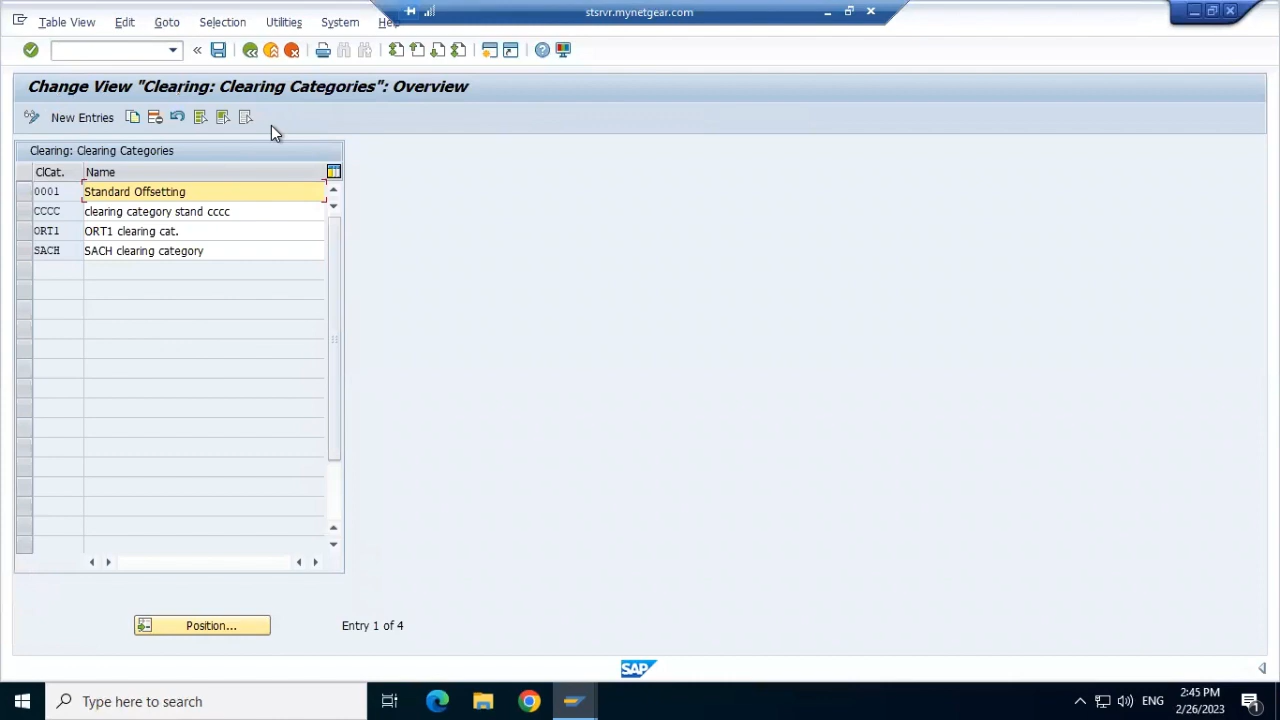 stsrvr.mynetgear.com
Table View Edit Goto Selection Utilities System Help
Change View "Clearing: Clearing Categories": Overview
New Entries
Clearing: Clearing Categories
ClCat. Name
0001 Standard Offsetting
CCCC clearing category stand cccc
ORT1 ORT1 clearing cat.
SACH SACH clearing category
Position... Entry 1 of 4
SAP
Type here to search
ENG
2:45 PM
2/26/2023
1